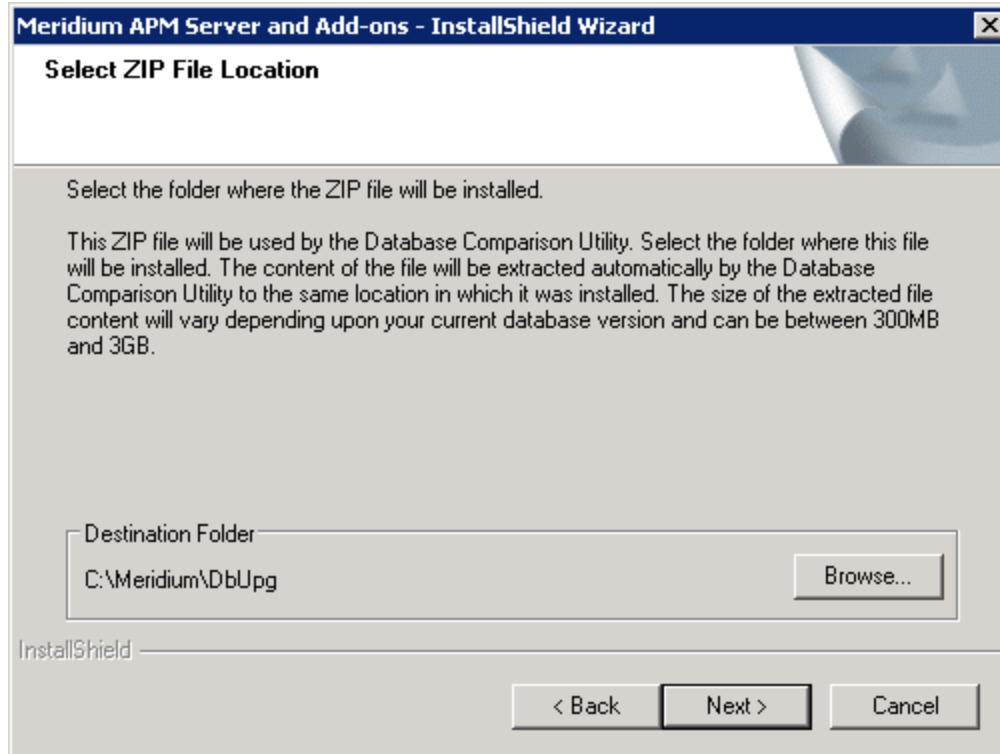 Meridium APM Server and Add-ons - InstallShield Wizard
Select ZIP File Location
Select the folder where the ZIP file will be installed.
This ZIP file will be used by the Database Comparison Utility. Select the folder where this file
will be installed. The content of the file will be extracted automatically by the Database
Comparison Utility to the same location in which it was installed. The size of the extracted file
content will vary depending upon your current database version and can be between 300MB
and 3GB.
Destination Folder
C:\Meridium\DbUpg
Browse...
InstallShield
< Back
Next >
Cancel